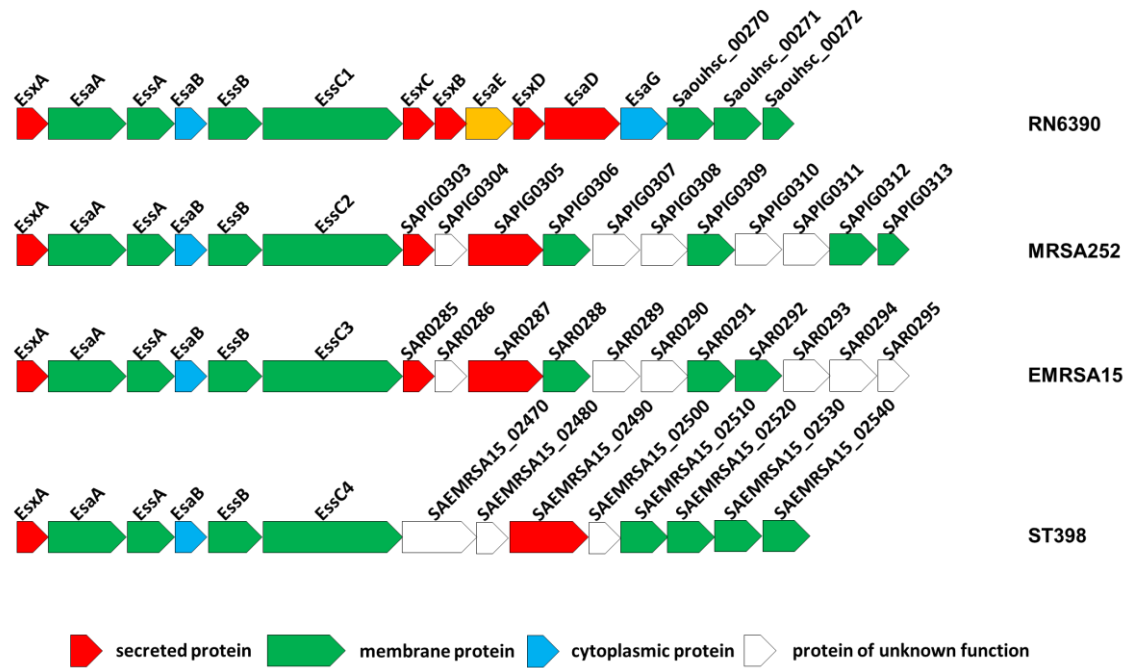 EsxA EsaA EssA EsaB EssB EssC1 EsxC EsxB EsaE EsxD EsaD EsaG Saouhsc_00270 Saouhsc_00271 Saouhsc_00272
RN6390
EsxA EsaA EssA EsaB EssB EssC2 SAPIG0303 SAPIG0304 SAPIG0305 SAPIG0306 SAPIG0307 SAPIG0308 SAPIG0309 SAPIG0310 SAPIG0311 SAPIG0312 SAPIG0313
MRSA252
EsxA EsaA EssA EsaB EssB EssC3 SAR0285 SAR0286 SAR0287 SAR0288 SAR0289 SAR0290 SAR0291 SAR0292 SAR0293 SAR0294 SAR0295
EMRSA15
EsxA EsaA EssA EsaB EssB EssC4 SAEMRSA15_02470 SAEMRSA15_02480 SAEMRSA15_02490 SAEMRSA15_02500 SAEMRSA15_02510 SAEMRSA15_02520 SAEMRSA15_02530 SAEMRSA15_02540
ST398
secreted protein membrane protein cytoplasmic protein protein of unknown function